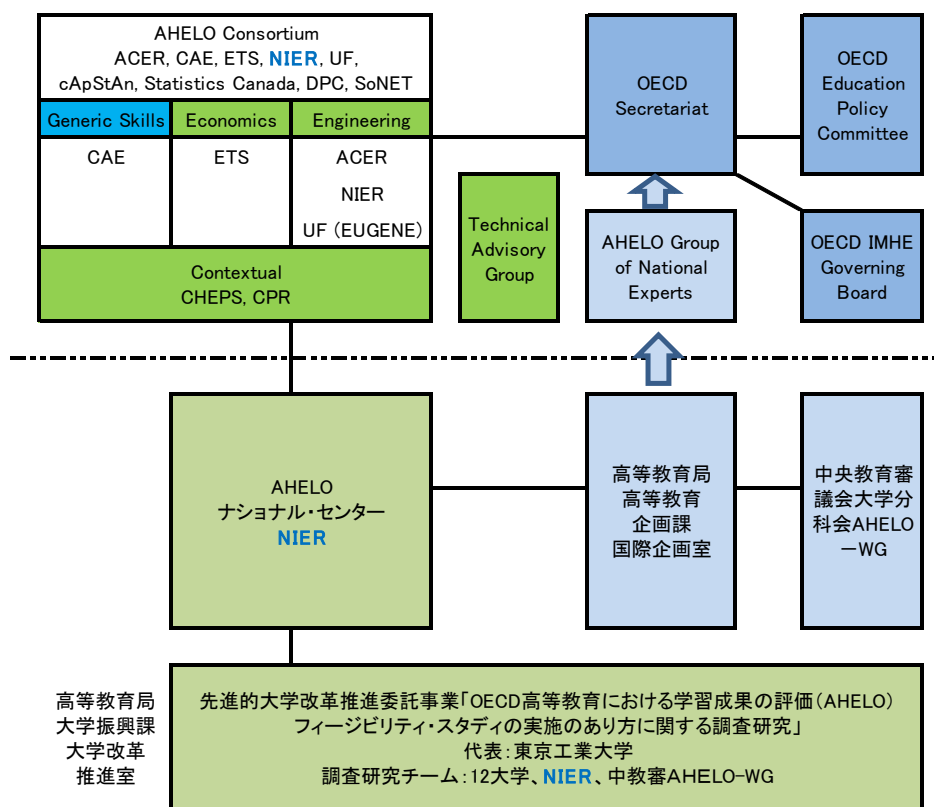 AHELO Consortium
ACER, CAE, ETS, NIER, UF,
cApStAn, Statistics Canada, DPC, SoNET
Generic Skills
Economics
Engineering
CAE
ETS
ACER
NIER
UF (EUGENE)
Contextual
CHEPS, CPR
Technical
Advisory
Group
OECD
Secretariat
OECD
Education
Policy
Committee
AHELO Group
of National
Experts
OECD IMHE
Governing
Board
AHELO
ナショナル・センター
NIER
高等教育局
高等教育
企画課
国際企画室
中央教育審
議会大学分
科会AHELO
－WG
高等教育局
大学振興課
大学改革
推進室
先進的大学改革推進委託事業「OECD高等教育における学習成果の評価（AHELO）
フィージビリティ・スタディの実施のあり方に関する調査研究」
代表：東京工業大学
調査研究チーム：12大学、NIER、中教審AHELO-WG